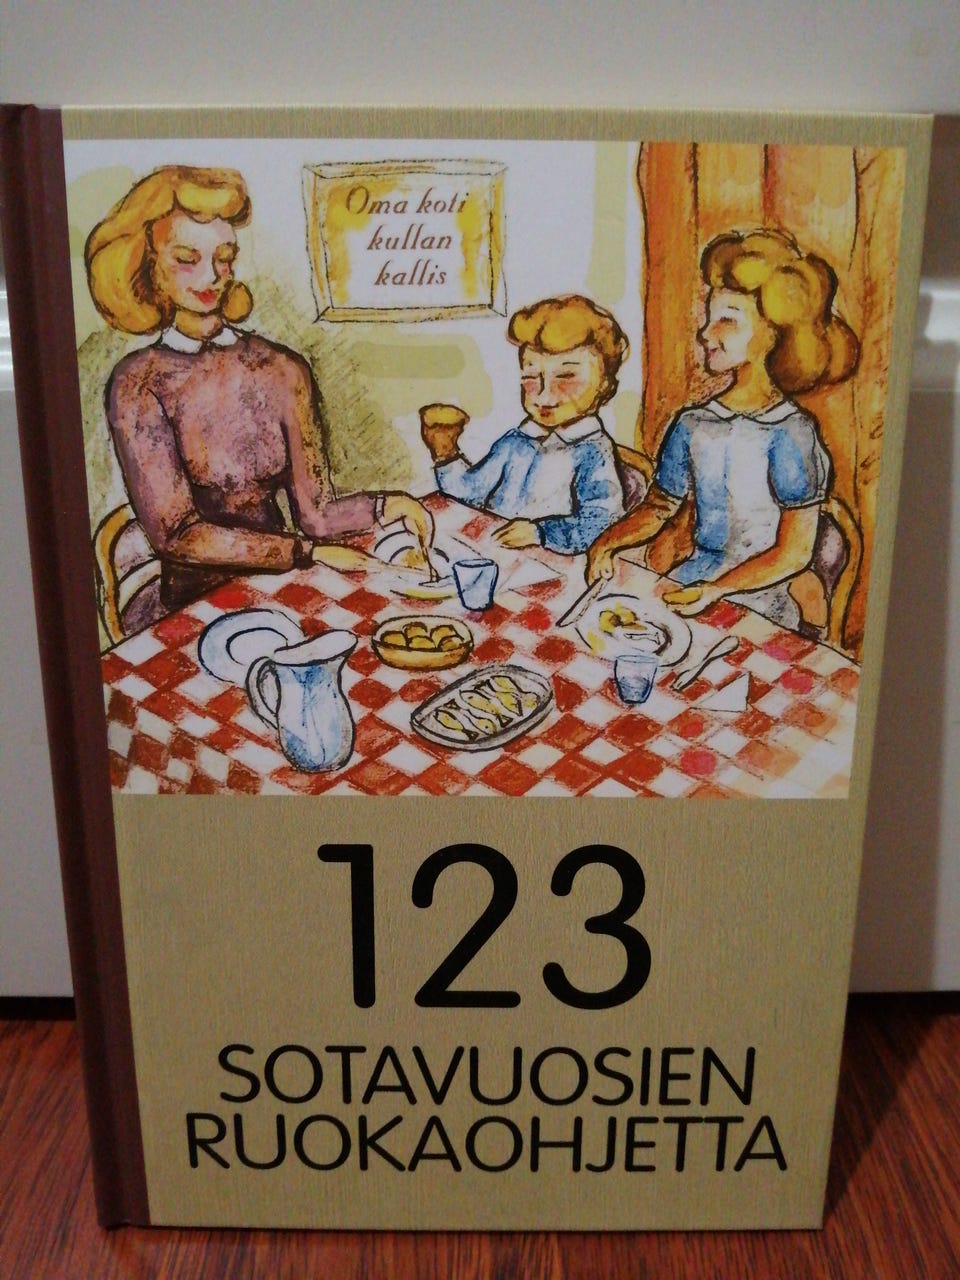 Oma koti
kullan
kallis
123
SOTAVUOSIEN
RUOKAOHJETTA